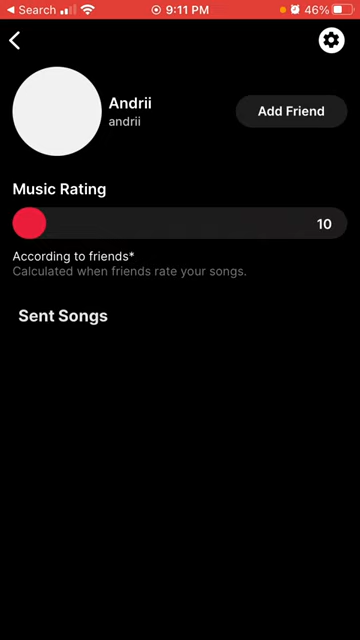 Search 9:11 PM 46%
Andrii
andrii
Add Friend
Music Rating
10
According to friends*
Calculated when friends rate your songs.
Sent Songs